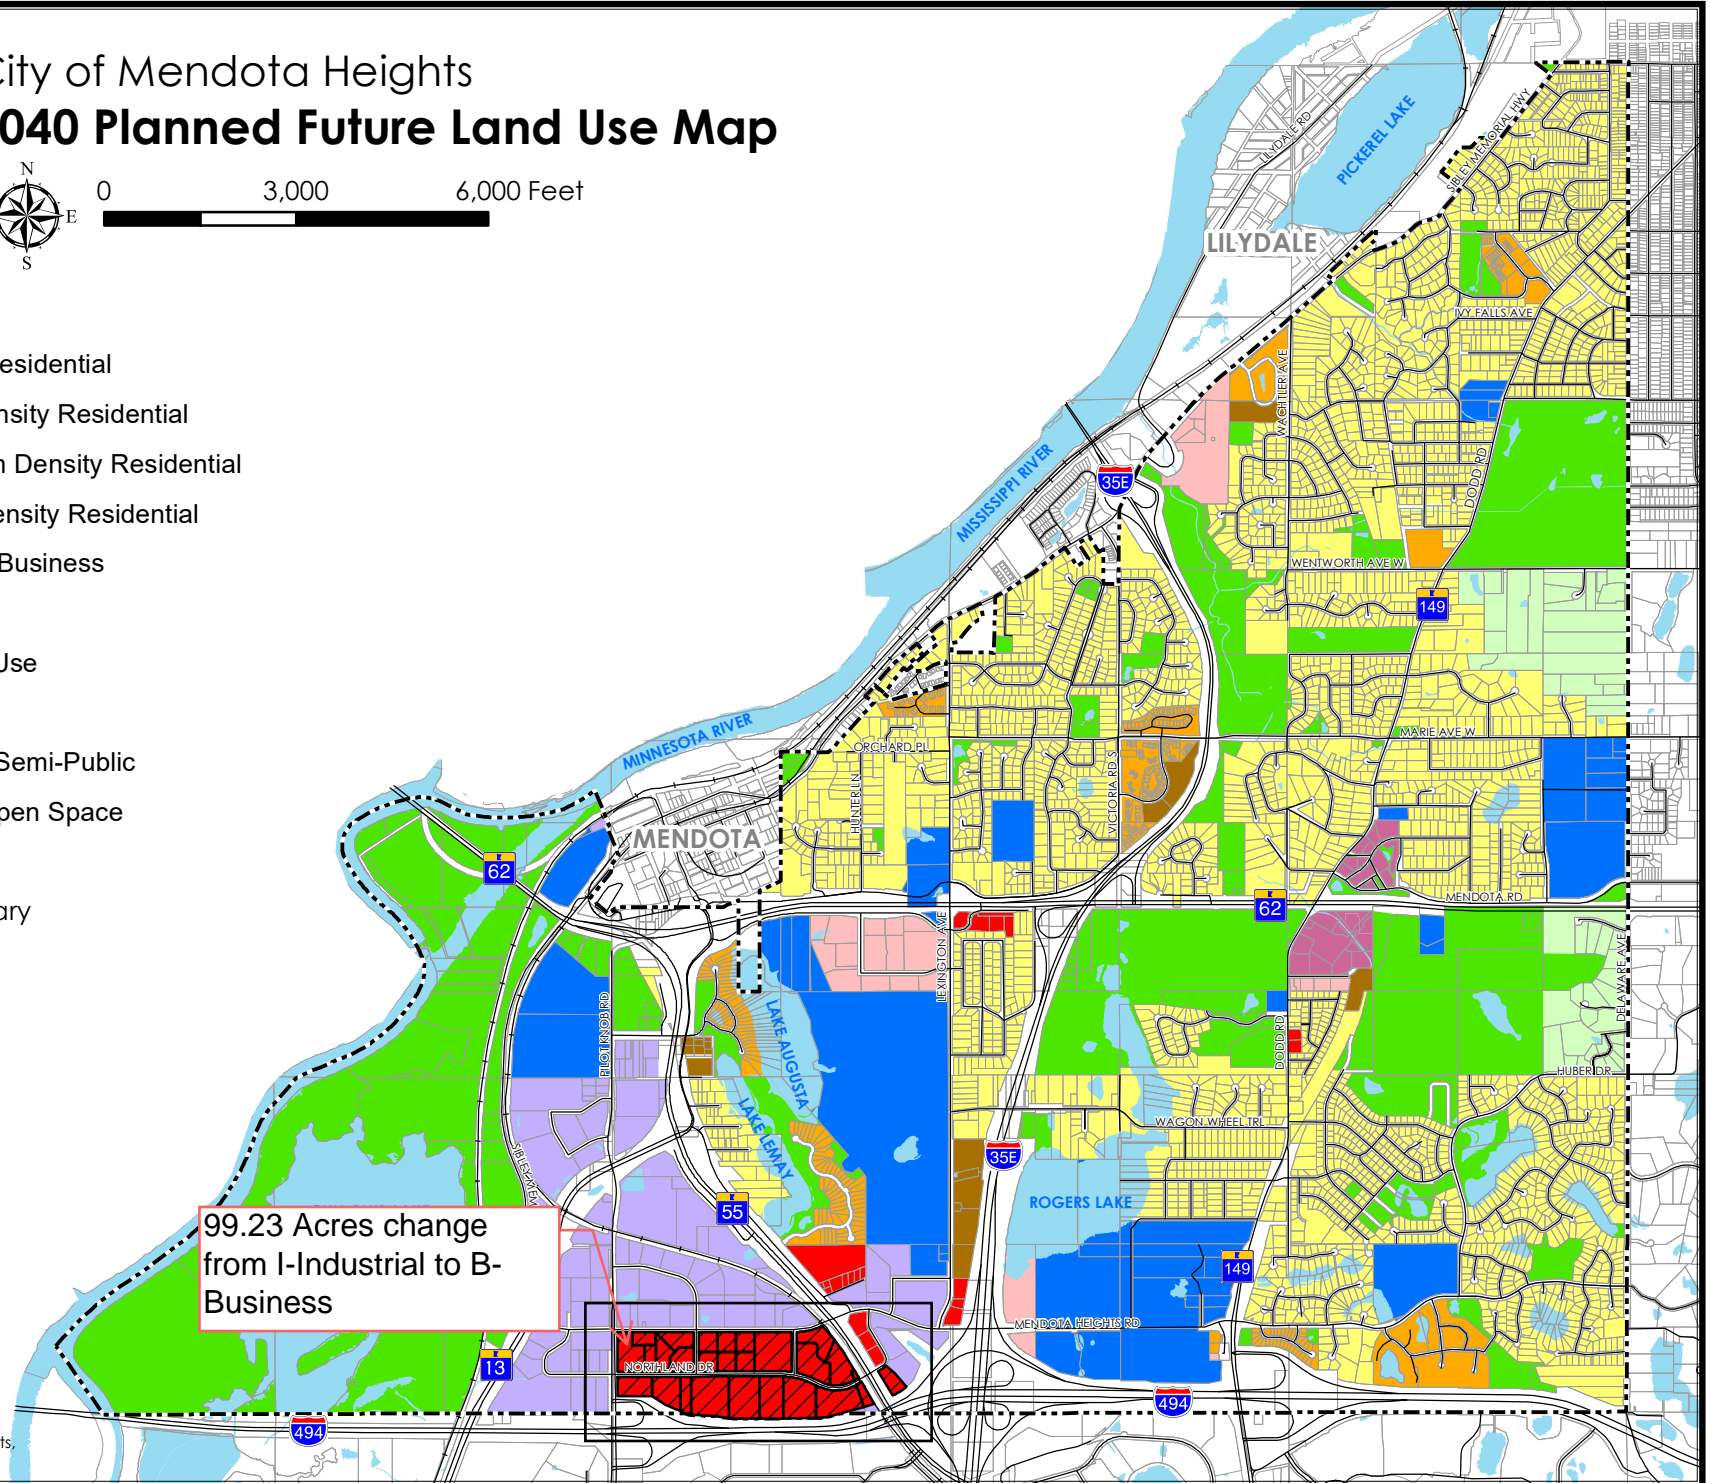 City of Mendota Heights
040 Planned Future Land Use Map
N
E
S
0 3,000 6,000 Feet
esidential
nsity Residential
n Density Residential
ensity Residential
Business
Use
Semi-Public
pen Space
ary
ts,
LILYDALE RD
PICKEREL LAKE
SIBLEY MEMORIAL HWY
LILYDALE
IVY FALLS AVE
WACHTLER AVE
DODD RD
MISSISSIPPI RIVER
35E
WENTWORTH AVE W
149
MINNESOTA RIVER
ORCHARD PL
HUNTER LN
VICTORIA RD S
MARIE AVE W
MENDOTA
62
MENDOTA RD
62
LEXINGTON AVE
DELAWARE AVE
PILOT KNOB RD
LAKE AUGUSTA
DODD RD
HUBER DR
LAKE LEMAY
WAGON WHEEL TRL
35E
55
ROGERS LAKE
99.23 Acres change
from I-Industrial to B-
Business
149
MENDOTA HEIGHTS RD
NORTHLAND DR
13
494
494